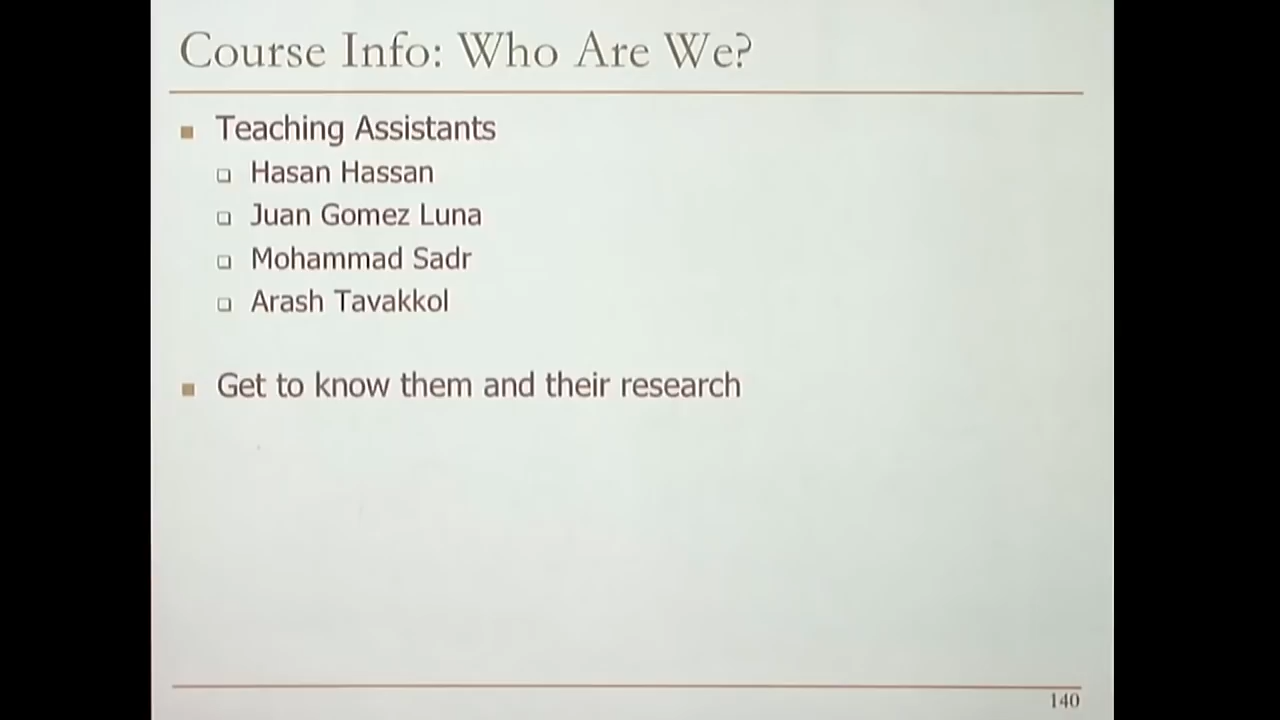 Course Info: Who Are We?
Teaching Assistants
Hasan Hassan
Juan Gomez Luna
Mohammad Sadr
Arash Tavakkol
Get to know them and their research
140